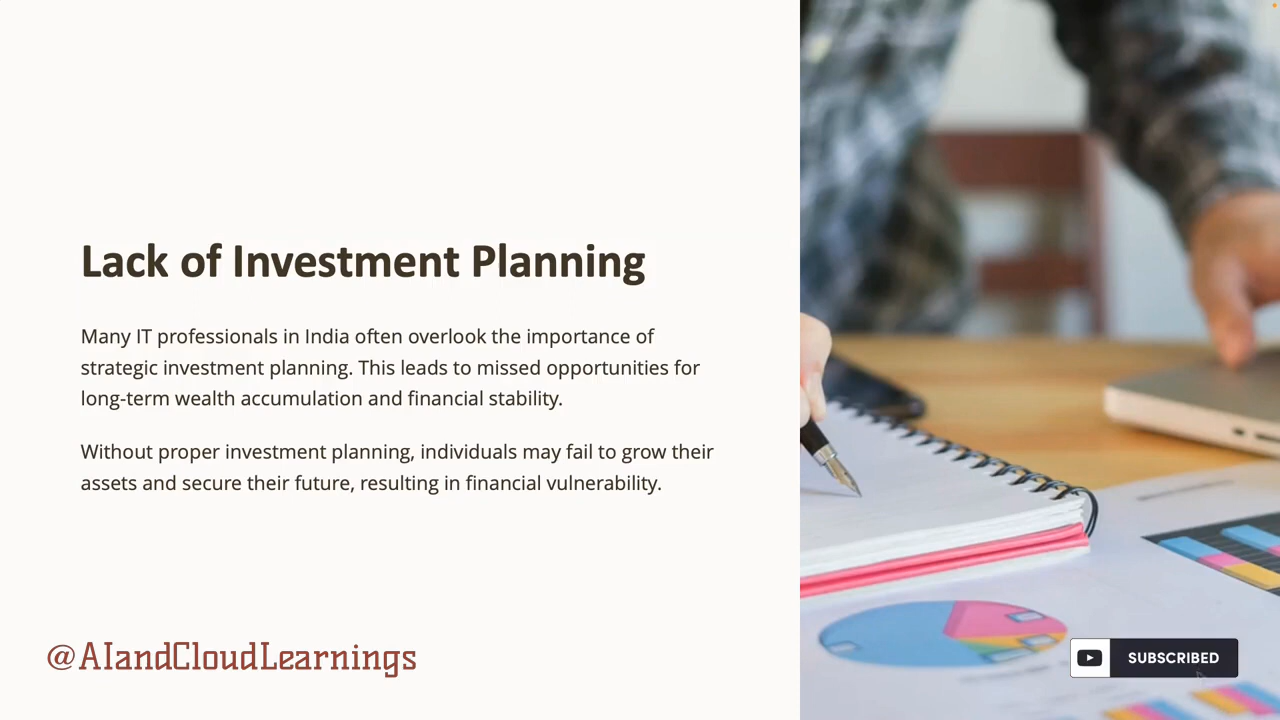 Lack of Investment Planning
Many IT professionals in India often overlook the importance of
strategic investment planning. This leads to missed opportunities for
long-term wealth accumulation and financial stability.
Without proper investment planning, individuals may fail to grow their
assets and secure their future, resulting in financial vulnerability.
@AIandCloudLearnings
SUBSCRIBED